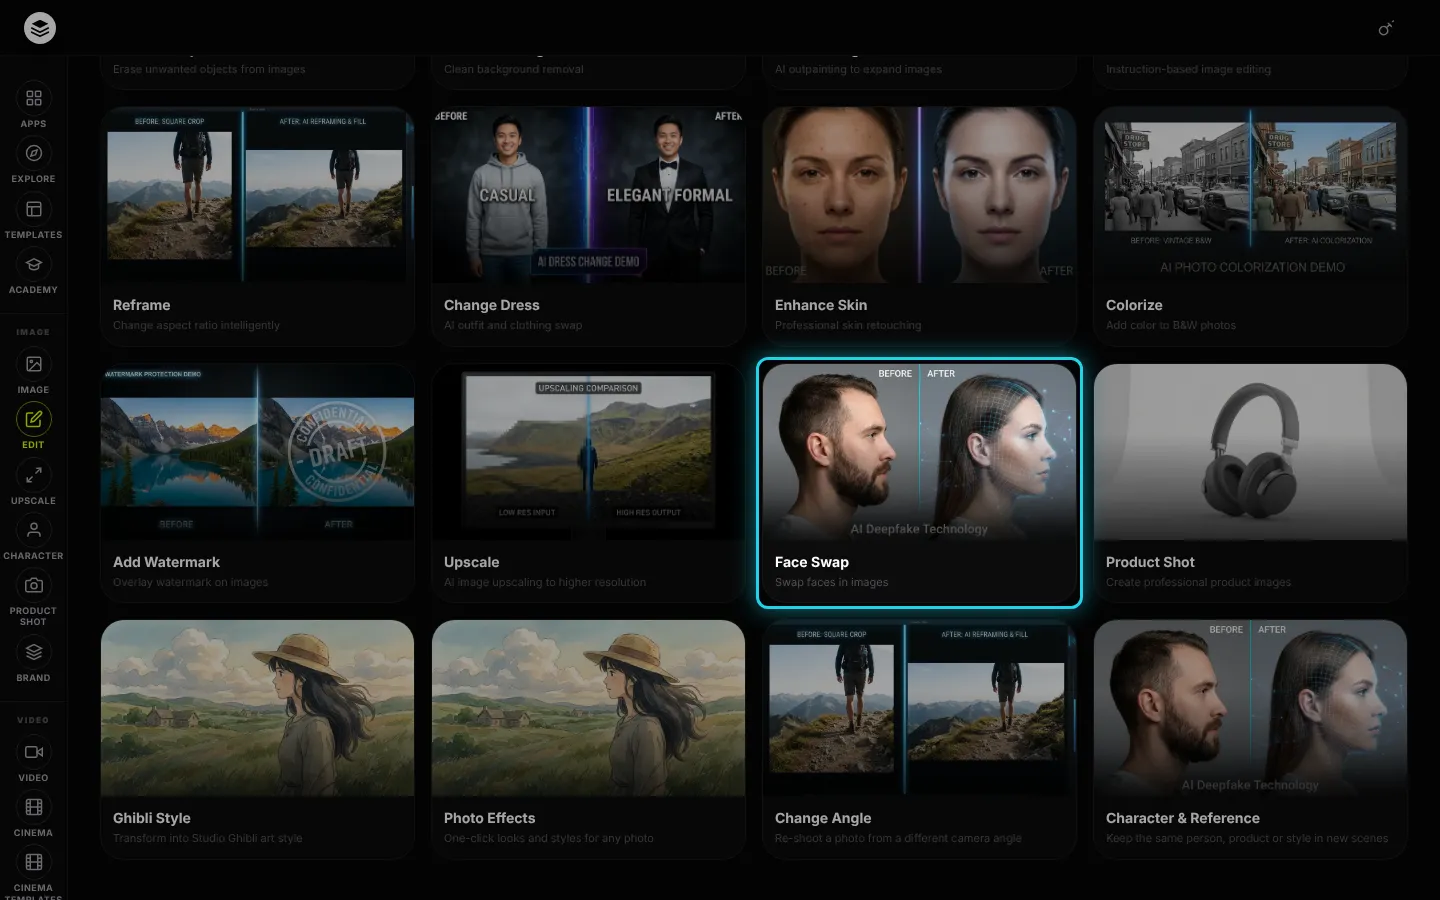 Erase unwanted objects from images
Clean background removal
AI outpainting to expand images
Instruction-based image editing
APPS
EXPLORE
TEMPLATES
ACADEMY
IMAGE
IMAGE
EDIT
UPSCALE
CHARACTER
PRODUCT
SHOT
BRAND
VIDEO
VIDEO
CINEMA
CINEMA
TEMPLATES
BEFORE: SQUARE CROP
AFTER: AI REFRAMING & FILL
Reframe
Change aspect ratio intelligently
BEFORE
AFTER
CASUAL
ELEGANT FORMAL
AI DRESS CHANGE DEMO
Change Dress
AI outfit and clothing swap
BEFORE
AFTER
Enhance Skin
Professional skin retouching
DRUG
STORE
DRUG
STORE
BEFORE: VINTAGE B&W
AFTER: AI COLORIZATION
AI PHOTO COLORIZATION DEMO
Colorize
Add color to B&W photos
WATERMARK PROTECTION DEMO
CONFIDENTIAL
DRAFT
CONFIDENTIAL
BEFORE
AFTER
Add Watermark
Overlay watermark on images
UPSCALING COMPARISON
LOW RES INPUT
HIGH RES OUTPUT
Upscale
AI image upscaling to higher resolution
BEFORE
AFTER
AI Deepfake Technology
Face Swap
Swap faces in images
Product Shot
Create professional product images
Ghibli Style
Transform into Studio Ghibli art style
Photo Effects
One-click looks and styles for any photo
BEFORE: SQUARE CROP
AFTER: AI REFRAMING & FILL
Change Angle
Re-shoot a photo from a different camera angle
BEFORE
AFTER
AI Deepfake Technology
Character & Reference
Keep the same person, product or style in new scenes